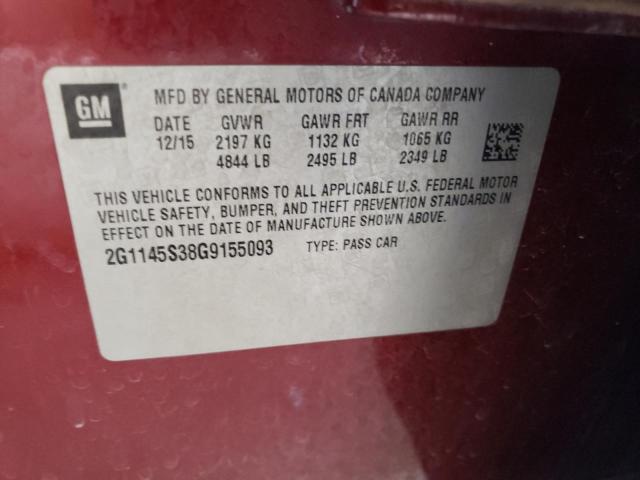 GM
MFD BY GENERAL MOTORS OF CANADA COMPANY
DATE GVWR GAWR FRT GAWR RR
12/15 2197 KG 1132 KG 1065 KG
4844 LB 2495 LB 2349 LB
THIS VEHICLE CONFORMS TO ALL APPLICABLE U.S. FEDERAL MOTOR
VEHICLE SAFETY, BUMPER, AND THEFT PREVENTION STANDARDS IN
EFFECT ON THE DATE OF MANUFACTURE SHOWN ABOVE.
2G1145S38G9155093 TYPE: PASS CAR